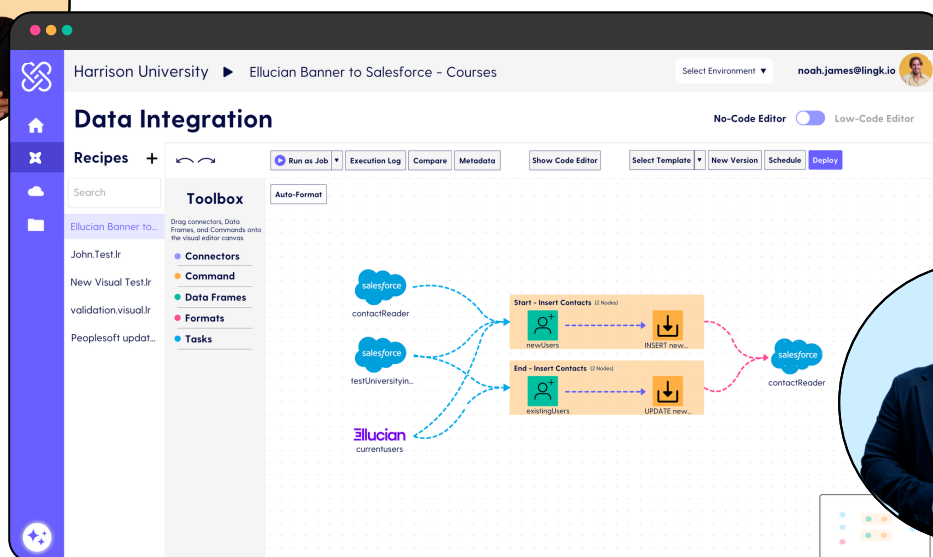 Harrison University ▶ Ellucian Banner to Salesforce - Courses
Select Environment ▼
noah.james@lingk.io
Data Integration
No-Code Editor
Low-Code Editor
Recipes +
Run as Job ▼
Execution Log
Compare
Metadata
Show Code Editor
Select Template ▼
New Version
Schedule
Deploy
Search
Ellucian Banner to...
John.Test.lr
New Visual Test.lr
validation.visual.lr
Peoplesoft updat...
Toolbox
Drag connectors, Data
Frames, and Commands onto
the visual editor canvas
Connectors
Command
Data Frames
Formats
Tasks
Auto-Format
salesforce
contactReader
salesforce
testUniversityin...
ellucian
currentusers
Start - Insert Contacts (2 Nodes)
newUsers
INSERT new...
End - Insert Contacts (2 Nodes)
existingUsers
UPDATE new...
salesforce
contactReader